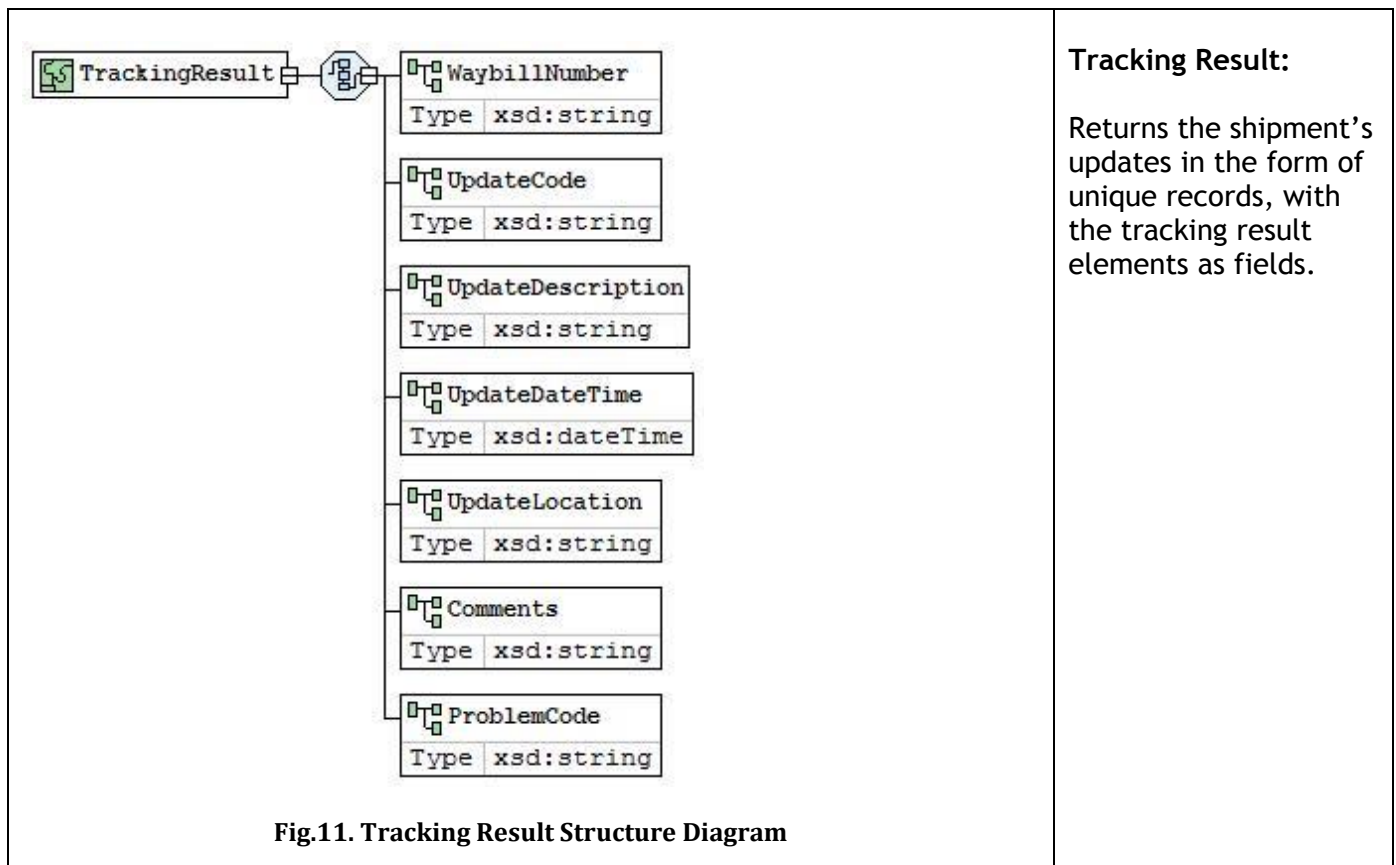 TrackingResult
WaybillNumber
Type xsd:string
UpdateCode
Type xsd:string
UpdateDescription
Type xsd:string
UpdateDateTime
Type xsd:dateTime
UpdateLocation
Type xsd:string
Comments
Type xsd:string
ProblemCode
Type xsd:string
Fig.11. Tracking Result Structure Diagram
Tracking Result:
Returns the shipment’s
updates in the form of
unique records, with
the tracking result
elements as fields.